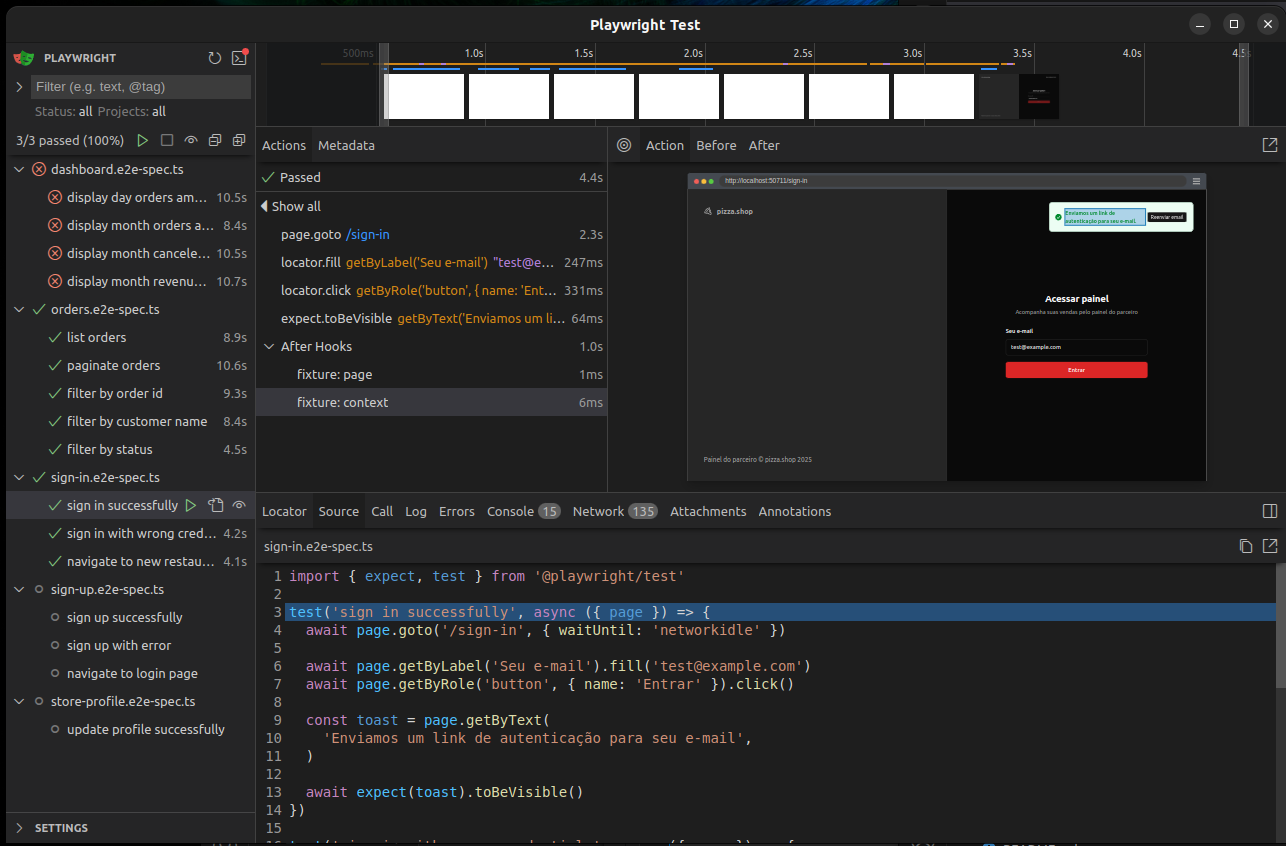 Playwright Test
PLAYWRIGHT
Filter (e.g. text, @tag)
Status: all Projects: all
3/3 passed (100%)
dashboard.e2e-spec.ts
display day orders am... 10.5s
display month orders a... 8.4s
display month cancele... 10.5s
display month revenu... 10.7s
orders.e2e-spec.ts
list orders 8.9s
paginate orders 10.6s
filter by order id 9.3s
filter by customer name 8.4s
filter by status 4.5s
sign-in.e2e-spec.ts
sign in successfully
sign in with wrong cred... 4.2s
navigate to new restau... 4.1s
sign-up.e2e-spec.ts
sign up successfully
sign up with error
navigate to login page
store-profile.e2e-spec.ts
update profile successfully
SETTINGS
500ms 1.0s 1.5s 2.0s 2.5s 3.0s 3.5s 4.0s 4.5s
Actions Metadata
Passed 4.4s
Show all
page.goto /sign-in 2.3s
locator.fill getByLabel('Seu e-mail') "test@e... 247ms
locator.click getByRole('button', { name: 'Ent... 331ms
expect.toBeVisible getByText('Enviamos um li... 64ms
After Hooks 1.0s
fixture: page 1ms
fixture: context 6ms
Action Before After
http://localhost:50711/sign-in
pizza.shop
Enviamos um link de
autenticação para seu e-mail.
Reenviar email
Acessar painel
Acompanha suas vendas pelo painel do parceiro
Seu e-mail
test@example.com
Entrar
Painel do parceiro © pizza.shop 2025
Locator Source Call Log Errors Console 15 Network 135 Attachments Annotations
sign-in.e2e-spec.ts
1 import { expect, test } from '@playwright/test'
2
3 test('sign in successfully', async ({ page }) => {
4 await page.goto('/sign-in', { waitUntil: 'networkidle' })
5
6 await page.getByLabel('Seu e-mail').fill('test@example.com')
7 await page.getByRole('button', { name: 'Entrar' }).click()
8
9 const toast = page.getByText(
10 'Enviamos um link de autenticação para seu e-mail',
11 )
12
13 await expect(toast).toBeVisible()
14 })
15